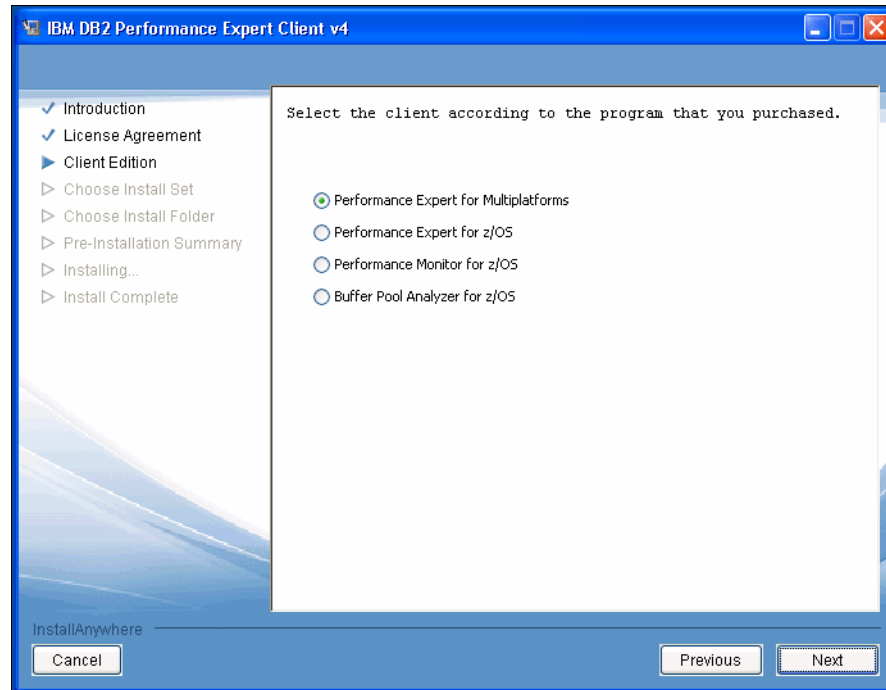 IBM DB2 Performance Expert Client v4
Introduction
License Agreement
Client Edition
Choose Install Set
Choose Install Folder
Pre-Installation Summary
Installing...
Install Complete
Select the client according to the program that you purchased.
Performance Expert for Multiplatforms
Performance Expert for z/OS
Performance Monitor for z/OS
Buffer Pool Analyzer for z/OS
InstallAnywhere
Cancel
Previous
Next